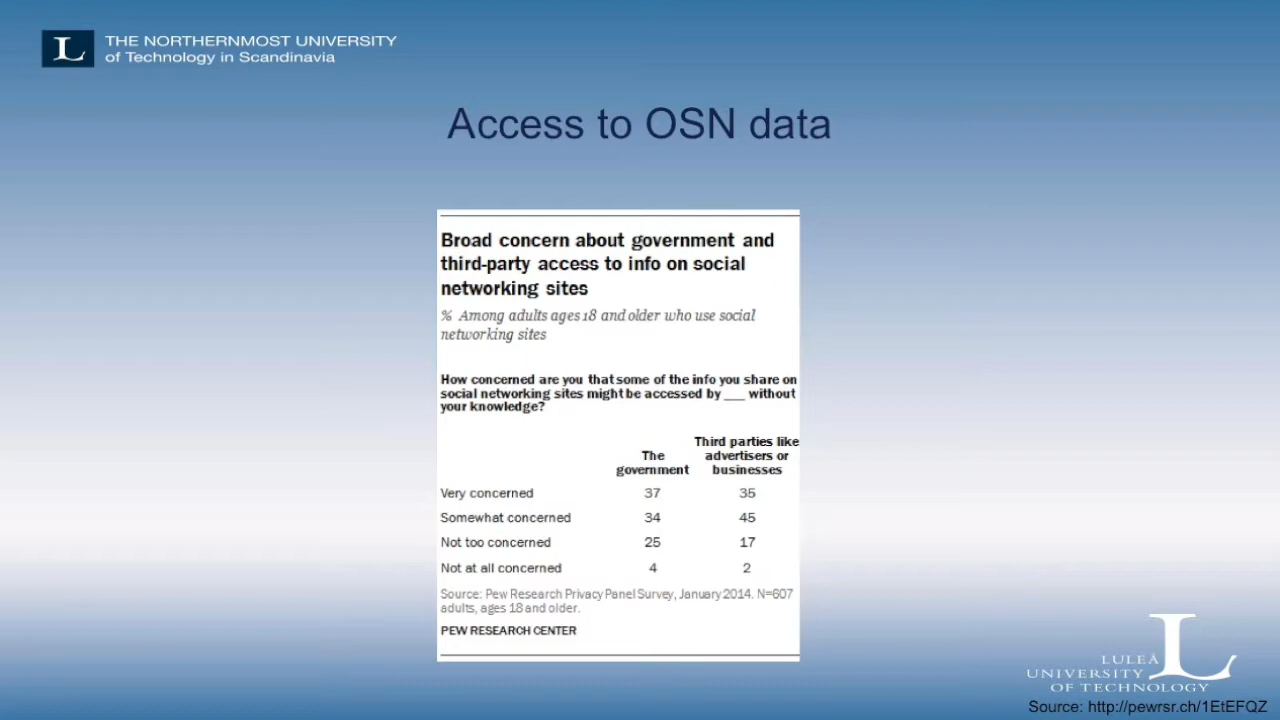 THE NORTHERNMOST UNIVERSITY
of Technology in Scandinavia
Access to OSN data
Broad concern about government and
third-party access to info on social
networking sites
% Among adults ages 18 and older who use social
networking sites
How concerned are you that some of the info you share on
social networking sites might be accessed by ___ without
your knowledge?
The government
Third parties like advertisers or businesses
Very concerned 37 35
Somewhat concerned 34 45
Not too concerned 25 17
Not at all concerned 4 2
Source: Pew Research Privacy Panel Survey, January 2014. N=607
adults, ages 18 and older.
PEW RESEARCH CENTER
L
LULEÅ
UNIVERSITY
OF TECHNOLOGY
L
Source: http://pewrsr.ch/1EtEFQZ